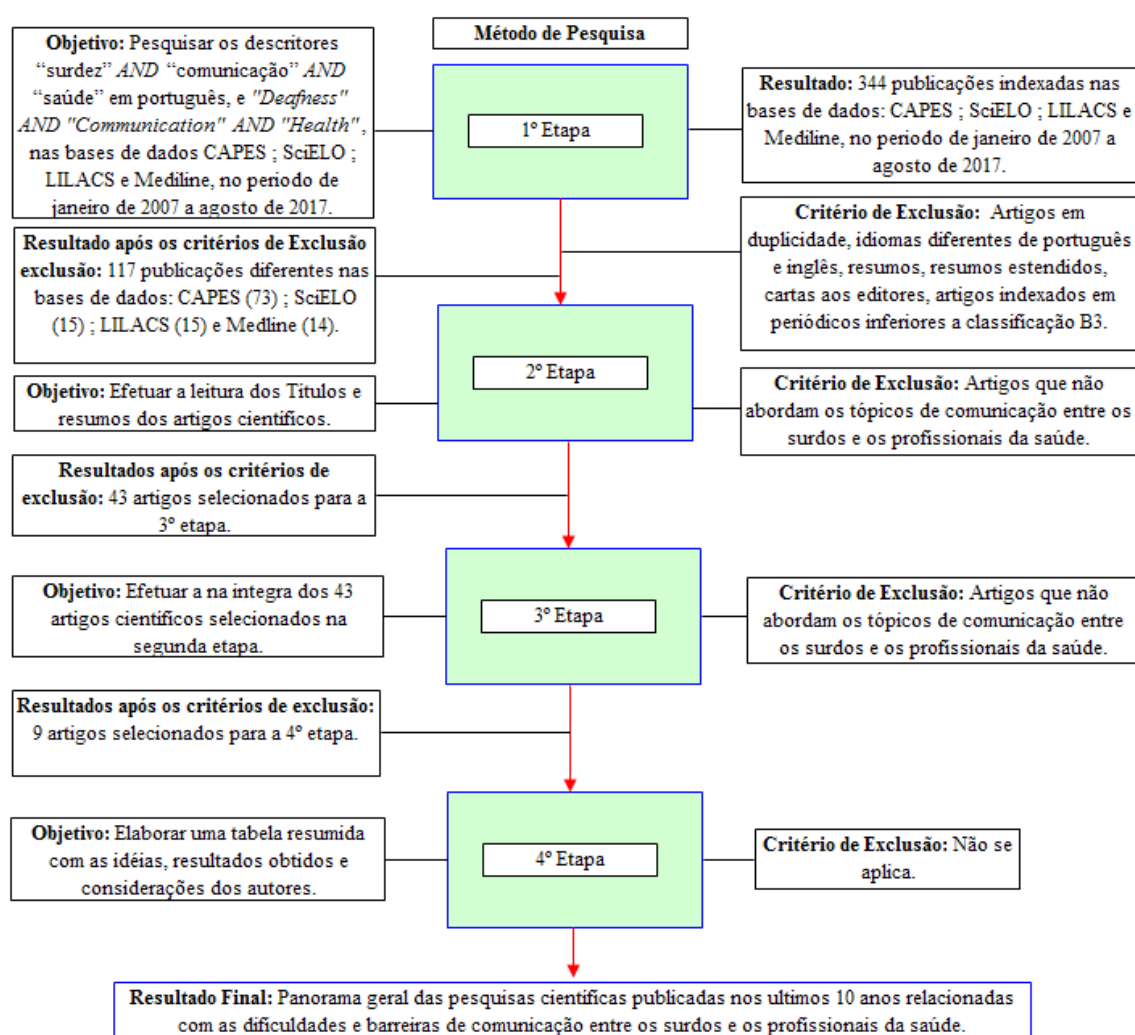 Método de Pesquisa
Objetivo: Pesquisar os descritores
“surdez” AND “comunicação” AND
“saúde” em português, e "Deafness"
AND "Communication" AND "Health",
nas bases de dados CAPES ; SciELO ;
LILACS e Mediline, no periodo de
janeiro de 2007 a agosto de 2017.
1º Etapa
Resultado: 344 publicações indexadas nas
bases de dados: CAPES ; SciELO ; LILACS e
Mediline, no periodo de janeiro de 2007 a
agosto de 2017.
Critério de Exclusão: Artigos em
duplicidade, idiomas diferentes de português
e inglês, resumos, resumos estendidos,
cartas aos editores, artigos indexados em
periódicos inferiores a classificação B3.
Resultado após os critérios de Exclusão
exclusão: 117 publicações diferentes nas
bases de dados: CAPES (73) ; SciELO
(15) ; LILACS (15) e Medline (14).
2º Etapa
Objetivo: Efetuar a leitura dos Títulos e
resumos dos artigos científicos.
Critério de Exclusão: Artigos que não
abordam os tópicos de comunicação entre os
surdos e os profissionais da saúde.
Resultados após os critérios de
exclusão: 43 artigos selecionados para a
3º etapa.
Objetivo: Efetuar a na integra dos 43
artigos científicos selecionados na
segunda etapa.
3º Etapa
Critério de Exclusão: Artigos que não
abordam os tópicos de comunicação entre
os surdos e os profissionais da saúde.
Resultados após os critérios de exclusão:
9 artigos selecionados para a 4º etapa.
Objetivo: Elaborar uma tabela resumida
com as idéias, resultados obtidos e
considerações dos autores.
4º Etapa
Critério de Exclusão: Não se
aplica.
Resultado Final: Panorama geral das pesquisas científicas publicadas nos ultimos 10 anos relacionadas
com as dificuldades e barreiras de comunicação entre os surdos e os profissionais da saúde.